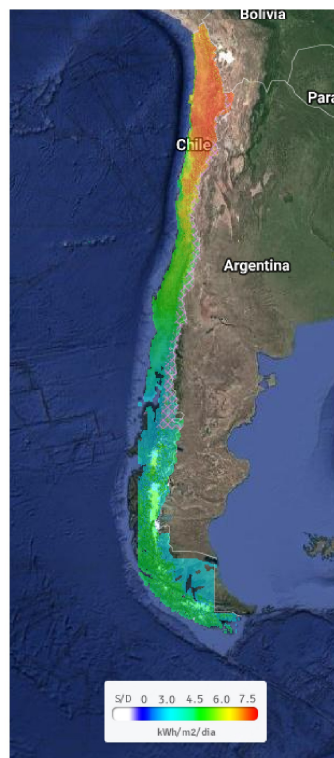 Bolivia
Para
Chile
Argentina
S/D 0 3.0 4.5 6.0 7.5
kWh/m2/dia